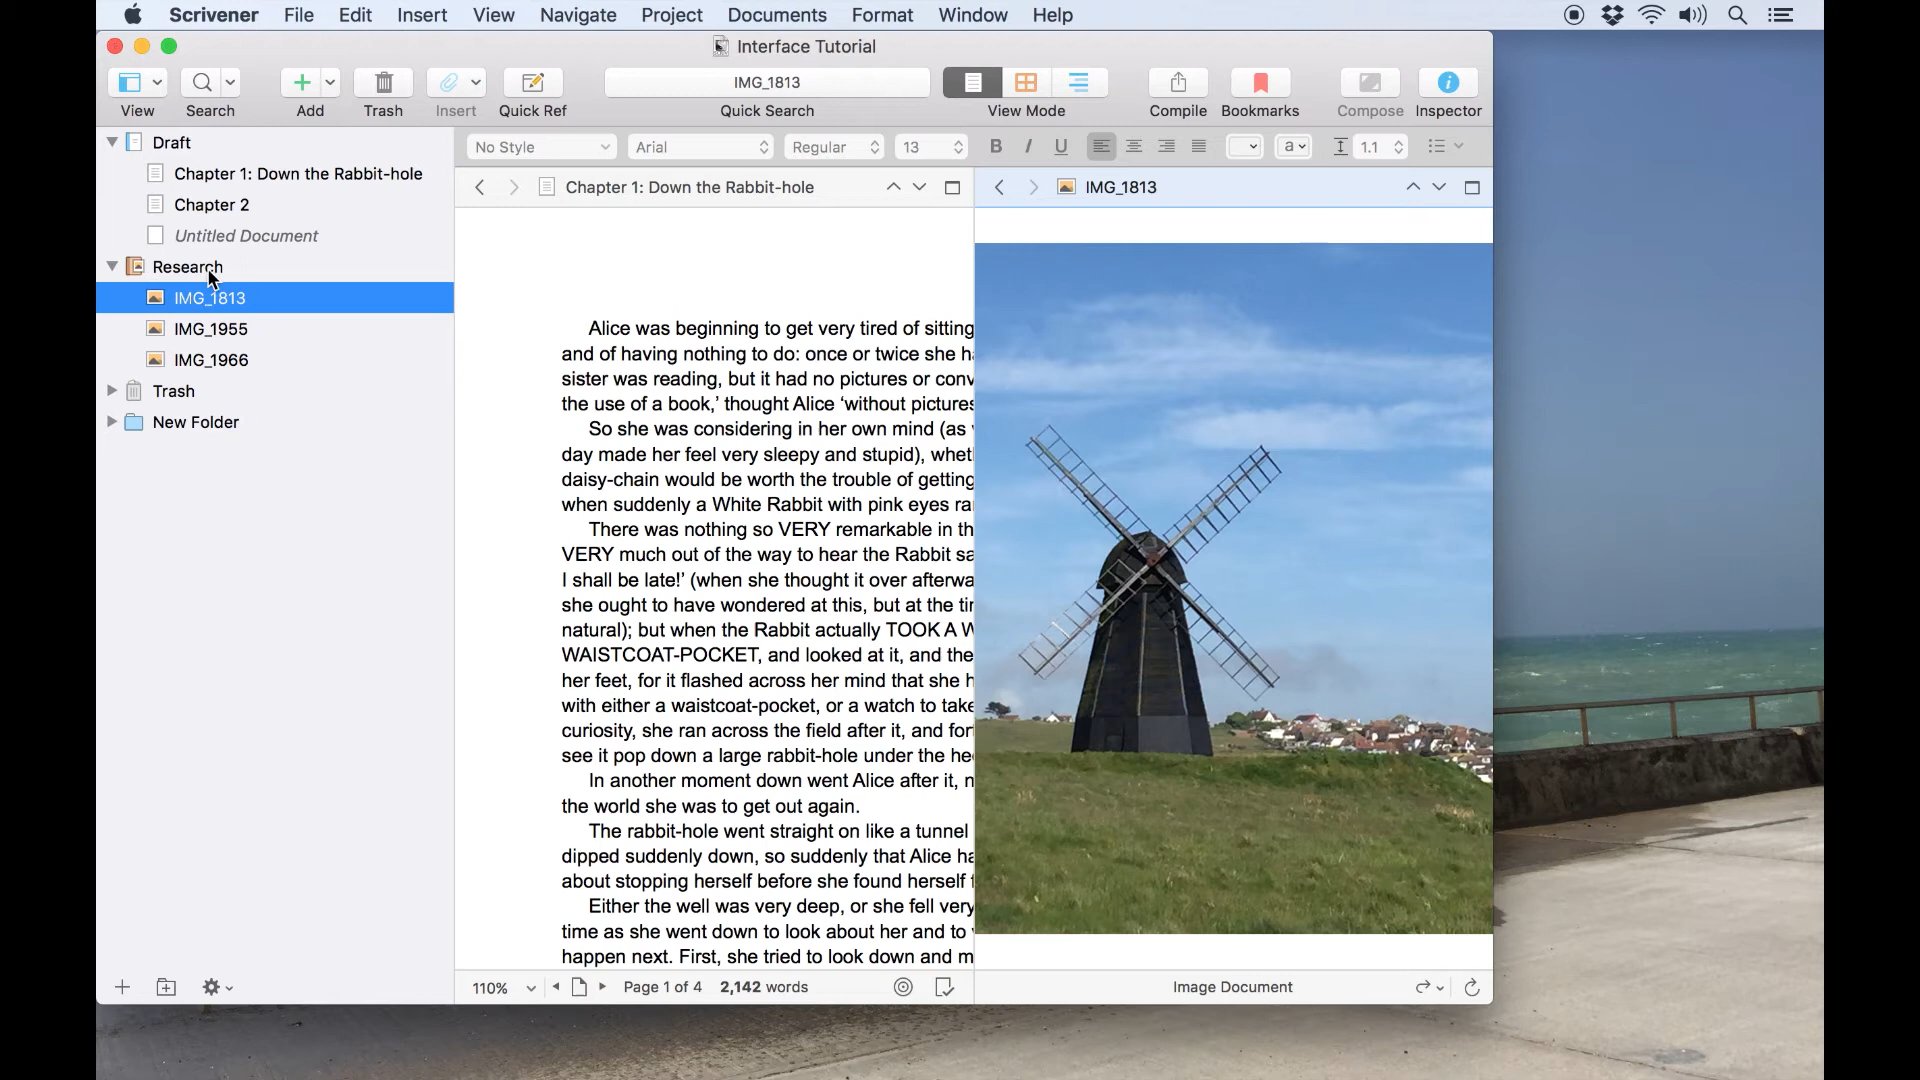 Scrivener File Edit Insert View Navigate Project Documents Format Window Help
Interface Tutorial
IMG_1813
View Search Add Trash Insert Quick Ref Quick Search View Mode Compile Bookmarks Compose Inspector
No Style Arial Regular 13 B I U a 1.1
Draft
Chapter 1: Down the Rabbit-hole
Chapter 2
Untitled Document
Research
IMG_1813
IMG_1955
IMG_1966
Trash
New Folder
Chapter 1: Down the Rabbit-hole
Alice was beginning to get very tired of sitting
and of having nothing to do: once or twice she
sister was reading, but it had no pictures or
the use of a book,’ thought Alice ‘without pictures
So she was considering in her own mind (as
day made her feel very sleepy and stupid),
daisy-chain would be worth the trouble of getting
when suddenly a White Rabbit with pink eyes
There was nothing so VERY remarkable in
VERY much out of the way to hear the Rabbit
I shall be late!’ (when she thought it over
she ought to have wondered at this, but at the
natural); but when the Rabbit actually TOOK A
WAISTCOAT-POCKET, and looked at it, and
her feet, for it flashed across her mind that she
with either a waistcoat-pocket, or a watch to
curiosity, she ran across the field after it, and
see it pop down a large rabbit-hole under the
In another moment down went Alice after it,
the world she was to get out again.
The rabbit-hole went straight on like a tunnel
dipped suddenly down, so suddenly that Alice
about stopping herself before she found herself
Either the well was very deep, or she fell very
time as she went down to look about her and to
happen next. First, she tried to look down and
IMG_1813
110% Page 1 of 4 2,142 words
Image Document